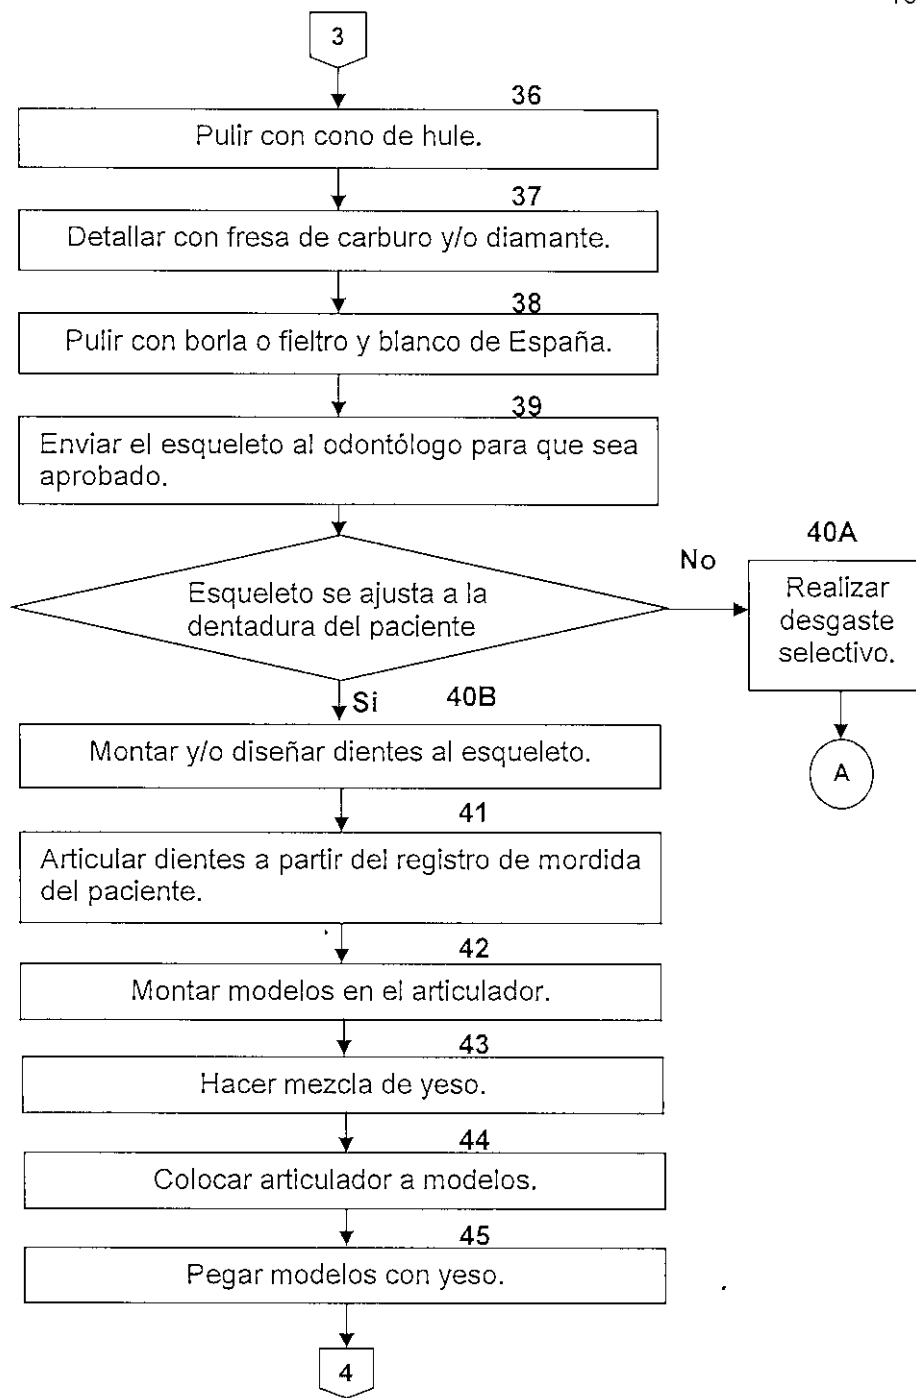 3
36
Pulir con cono de hule.
37
Detallar con fresa de carburo y/o diamante.
38
Pulir con borla o fieltro y blanco de España.
39
Enviar el esqueleto al odontólogo para que sea
aprobado.
Esqueleto se ajusta a la
dentadura del paciente
No
40A
Realizar
desgaste
selectivo.
A
Sí
40B
Montar y/o diseñar dientes al esqueleto.
41
Articular dientes a partir del registro de mordida
del paciente.
42
Montar modelos en el articulador.
43
Hacer mezcla de yeso.
44
Colocar articulador a modelos.
45
Pegar modelos con yeso.
4